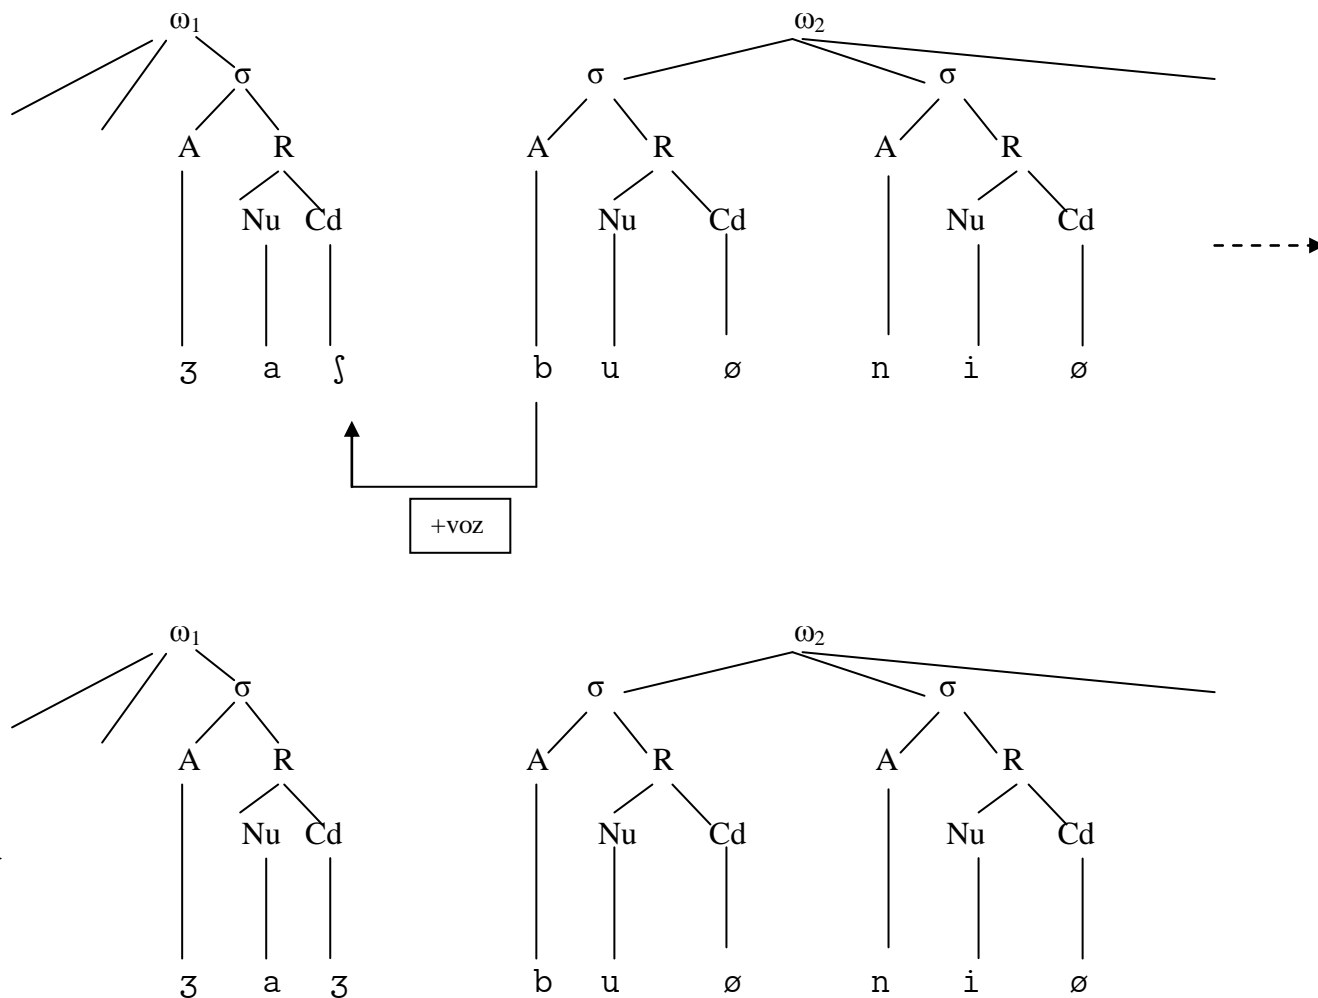 ω₁ ω₂
σ σ σ
A R A R A R
Nu Cd Nu Cd Nu Cd
ʒ a ʃ b u ø n i ø
+voz
ω₁ ω₂
σ σ σ
A R A R A R
Nu Cd Nu Cd Nu Cd
ʒ a ʒ b u ø n i ø